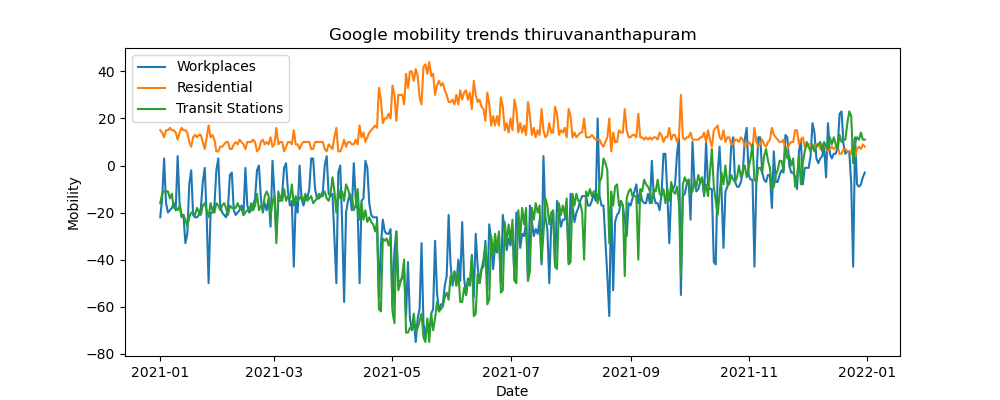 Google mobility trends thiruvananthapuram
Workplaces
Residential
Transit Stations
40
20
0
−20
−40
−60
−80
Mobility
2021-01
2021-03
2021-05
2021-07
2021-09
2021-11
2022-01
Date